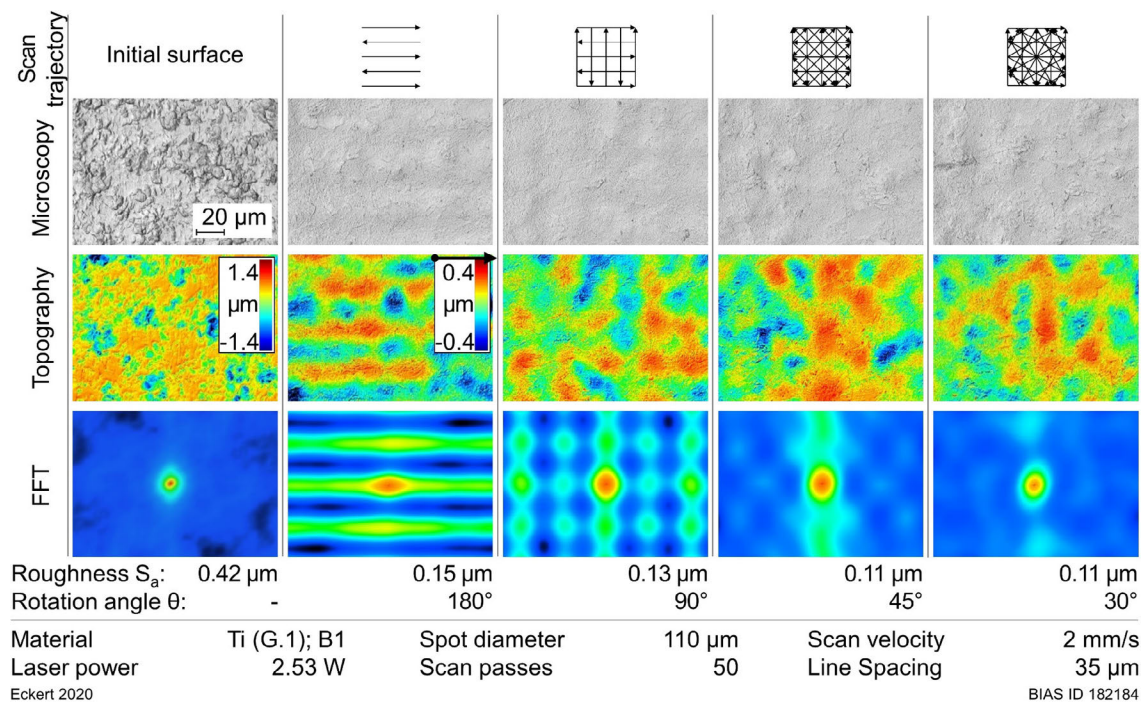 Scan trajectory
Initial surface
Microscopy
20 µm
Topography
1.4
µm
-1.4
0.4
µm
-0.4
FFT
Roughness Sa: 0.42 µm 0.15 µm 0.13 µm 0.11 µm 0.11 µm
Rotation angle θ: - 180° 90° 45° 30°
Material Ti (G.1); B1 Spot diameter 110 µm Scan velocity 2 mm/s
Laser power 2.53 W Scan passes 50 Line Spacing 35 µm
Eckert 2020 BIAS ID 182184